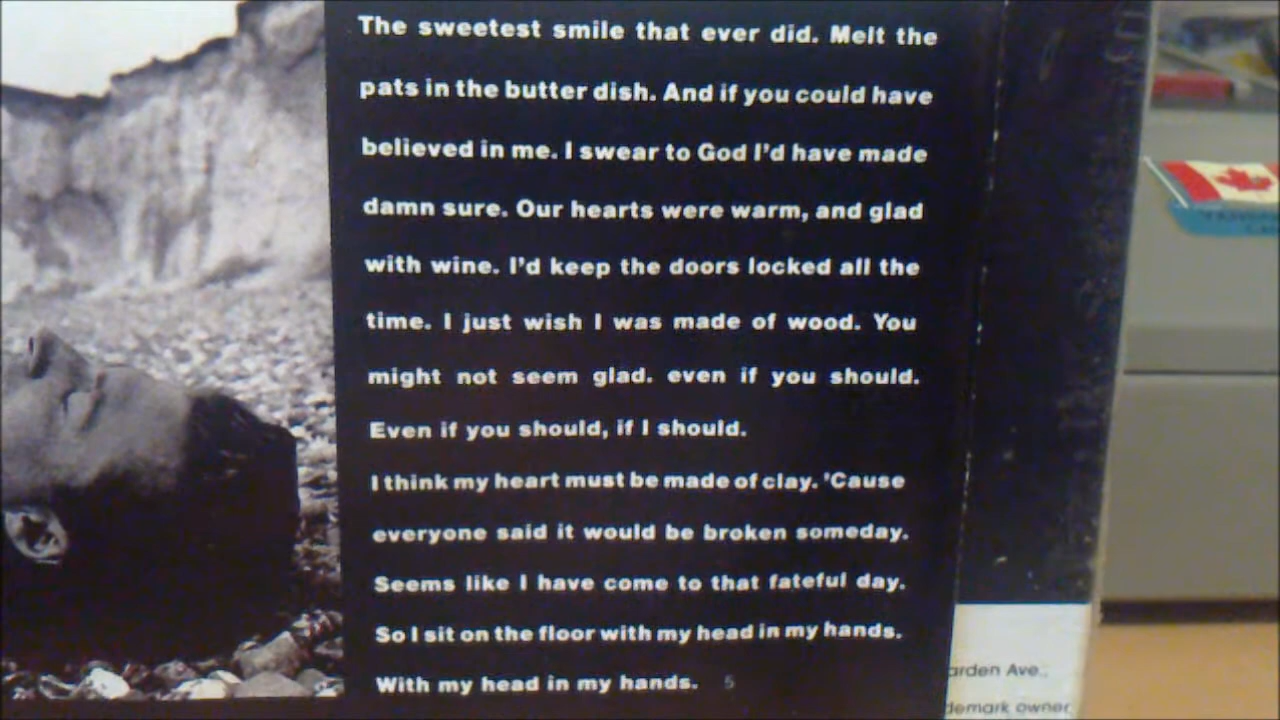 The sweetest smile that ever did. Melt the
pats in the butter dish. And if you could have
believed in me. I swear to God I'd have made
damn sure. Our hearts were warm, and glad
with wine. I'd keep the doors locked all the
time. I just wish I was made of wood. You
might not seem glad. even if you should.
Even if you should, if I should.
I think my heart must be made of clay. 'Cause
everyone said it would be broken someday.
Seems like I have come to that fateful day.
So I sit on the floor with my head in my hands.
With my head in my hands. 5
arden Ave.,
demark owner